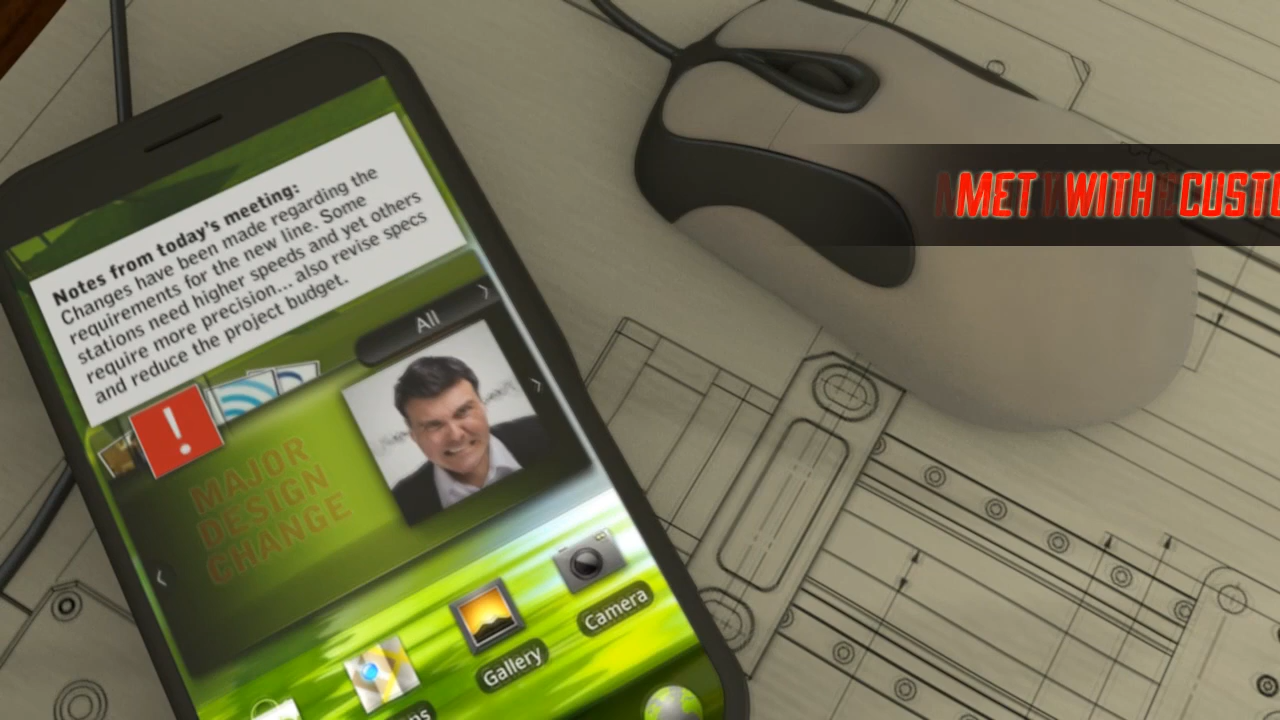 Notes from today's meeting:
Changes have been made regarding the
requirements for the new line. Some
stations need higher speeds and yet others
require more precision... also revise specs
and reduce the project budget.
All
MAJOR
DESIGN
CHANGE
Gallery
Camera
MET WITH